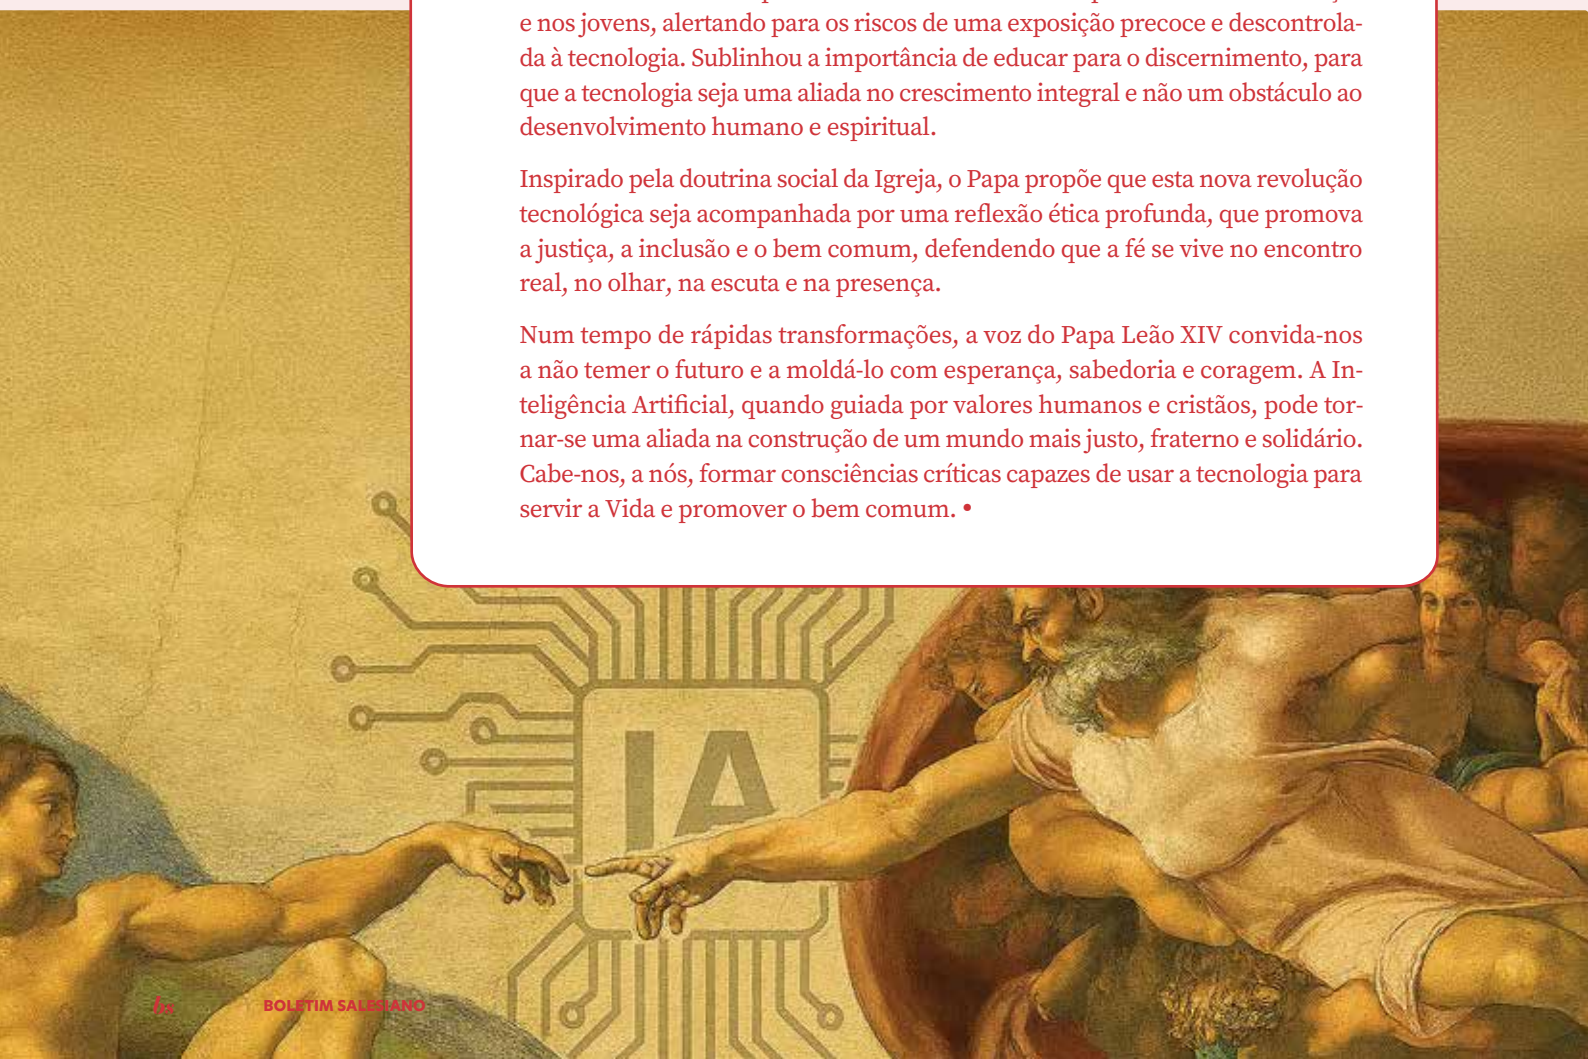 e nos jovens, alertando para os riscos de uma exposição precoce e descontrola-
da à tecnologia. Sublinhou a importância de educar para o discernimento, para
que a tecnologia seja uma aliada no crescimento integral e não um obstáculo ao
desenvolvimento humano e espiritual.
Inspirado pela doutrina social da Igreja, o Papa propõe que esta nova revolução
tecnológica seja acompanhada por uma reflexão ética profunda, que promova
a justiça, a inclusão e o bem comum, defendendo que a fé se vive no encontro
real, no olhar, na escuta e na presença.
Num tempo de rápidas transformações, a voz do Papa Leão XIV convida-nos
a não temer o futuro e a moldá-lo com esperança, sabedoria e coragem. A In-
teligência Artificial, quando guiada por valores humanos e cristãos, pode tor-
nar-se uma aliada na construção de um mundo mais justo, fraterno e solidário.
Cabe-nos, a nós, formar consciências críticas capazes de usar a tecnologia para
servir a Vida e promover o bem comum. •
IA
BOLETIM SALESIANO